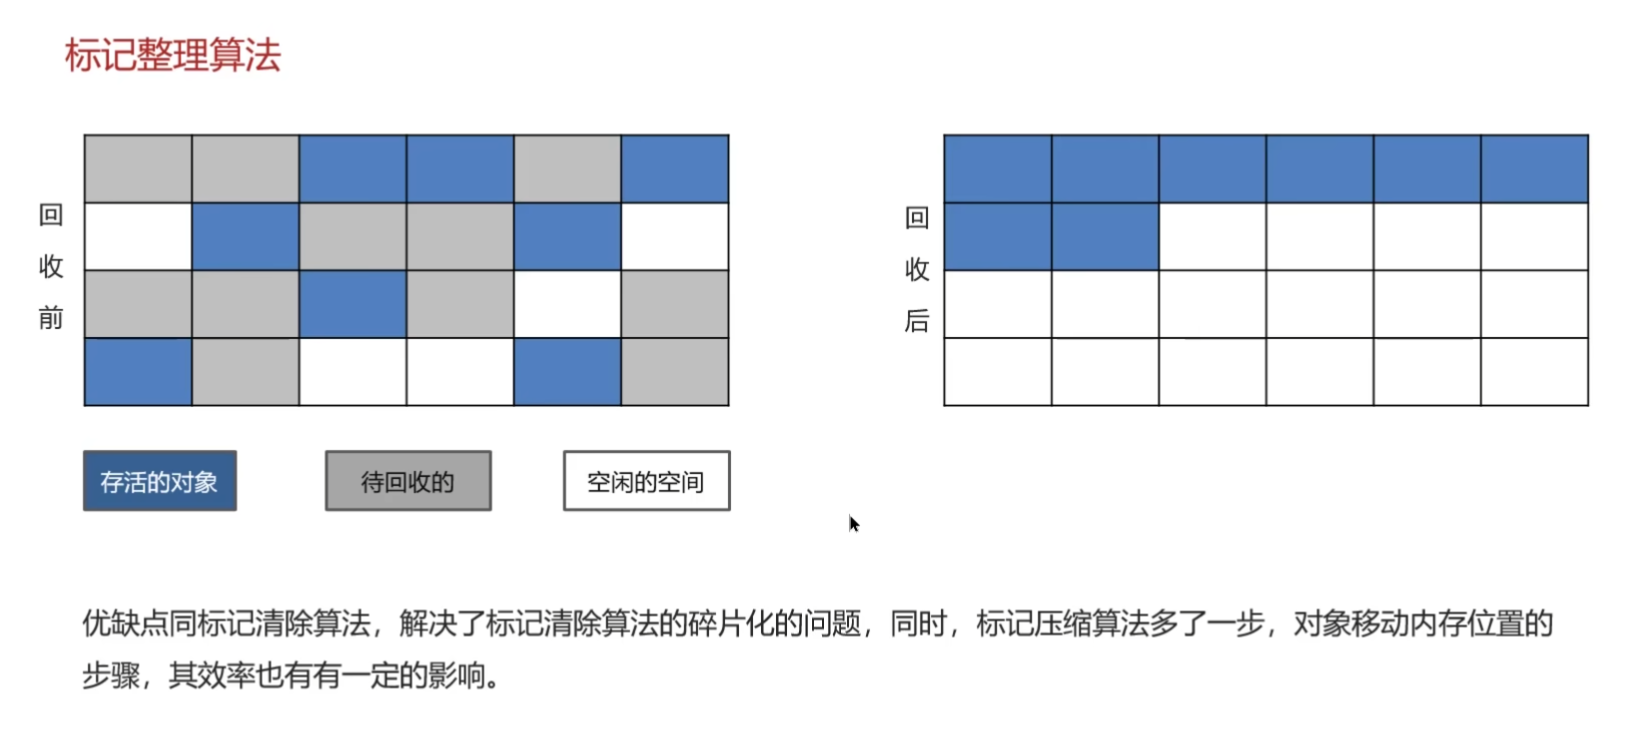 标记整理算法
回收前
回收后
存活的对象
待回收的
空闲的空间
优缺点同标记清除算法，解决了标记清除算法的碎片化的问题，同时，标记压缩算法多了一步，对象移动内存位置的
步骤，其效率也有有一定的影响。